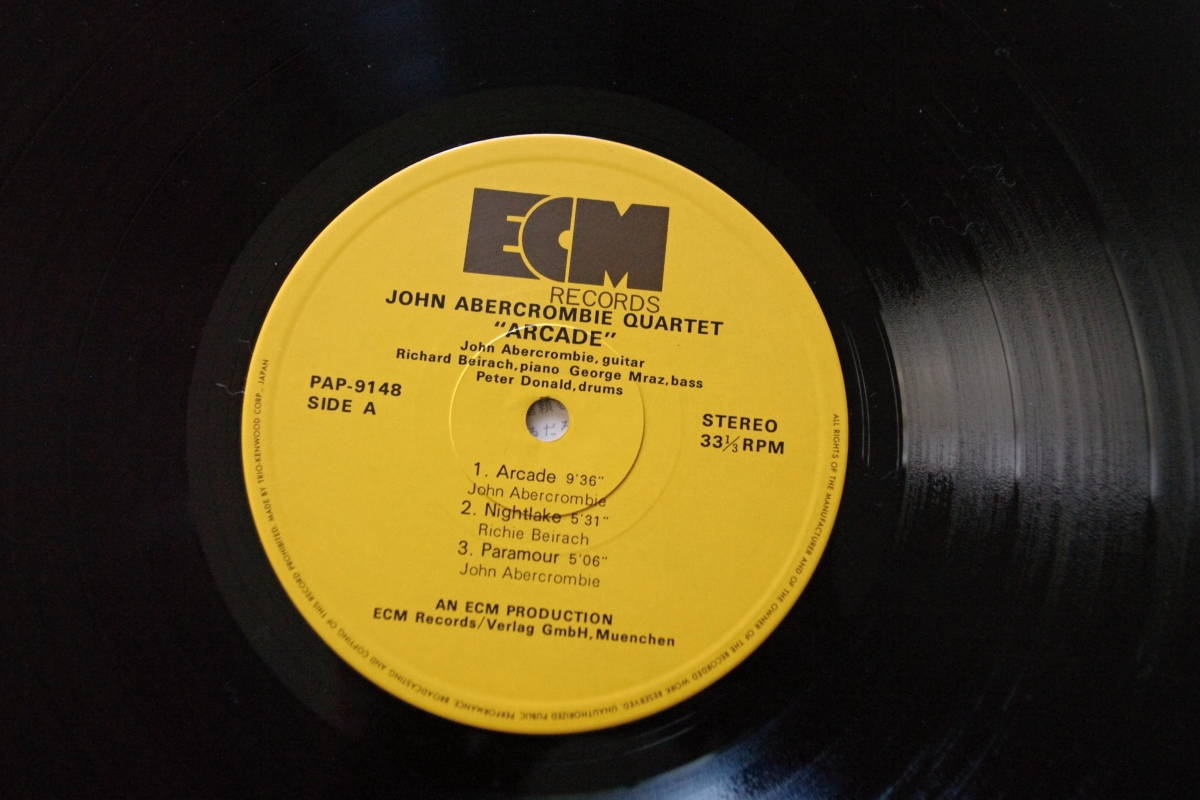 ECM
RECORDS
JOHN ABERCROMBIE QUARTET
"ARCADE"
John Abercrombie, guitar
Richard Beirach, piano George Mraz, bass
Peter Donald, drums
PAP-9148
SIDE A
STEREO
33⅓ RPM
1. Arcade 9'36"
John Abercrombie
2. Nightlake 5'31"
Richie Beirach
3. Paramour 5'06"
John Abercrombie
AN ECM PRODUCTION
ECM Records/Verlag GmbH, Muenchen
ALL RIGHTS OF THE MANUFACTURER AND OF THE OWNER OF THE RECORDED WORK RESERVED. UNAUTHORIZED PUBLIC PERFORMANCE, BROADCASTING AND COPYING OF THIS RECORD PROHIBITED. MADE BY TRIO-KENWOOD CORP., JAPAN